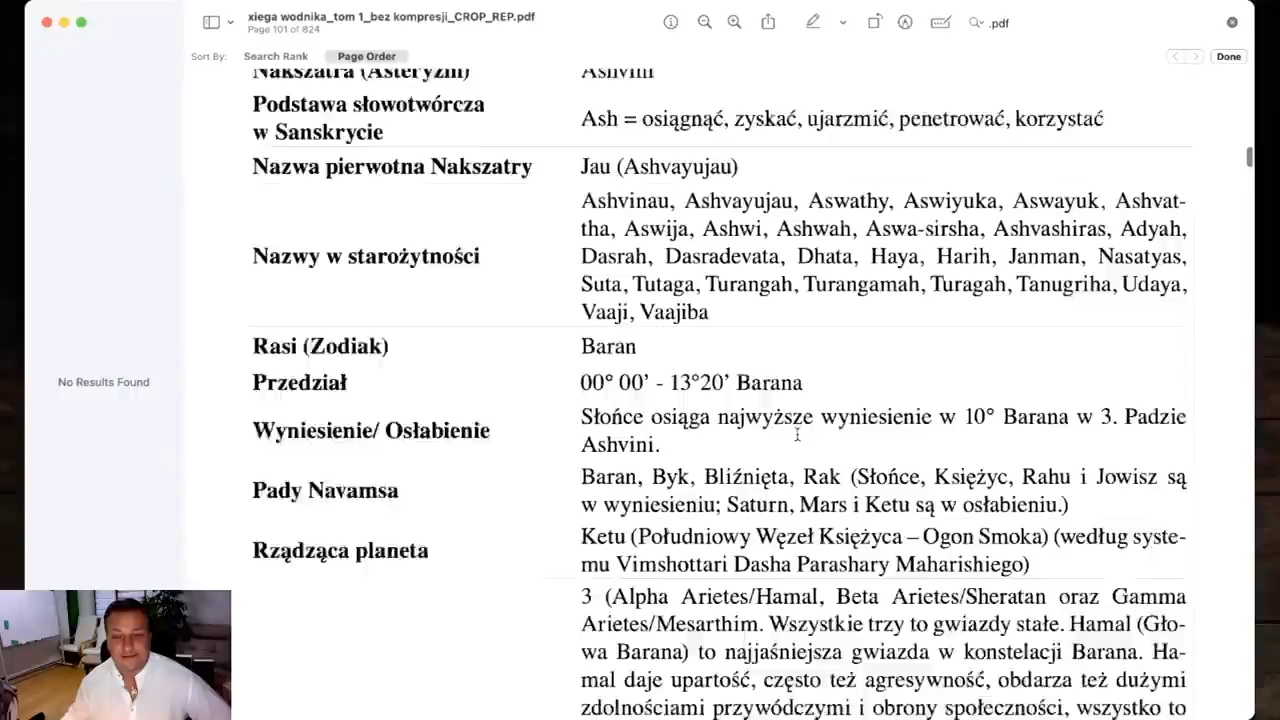 xiega wodnika_tom 1_bez kompresji_CROP_REP.pdf
Page 101 of 824
.pdf
Sort By:
Search Rank
Page Order
Done
No Results Found
Nakszatra (Asteryzm)
Ashvini
Podstawa słowotwórcza
w Sanskrycie
Ash = osiągnąć, zyskać, ujarzmić, penetrować, korzystać
Nazwa pierwotna Nakszatry
Jau (Ashvayujau)
Nazwy w starożytności
Ashvinau, Ashvayujau, Aswathy, Aswiyuka, Aswayuk, Ashvat-
tha, Aswija, Ashwi, Ashwah, Aswa-sirsha, Ashvashiras, Adyah,
Dasrah, Dasradevata, Dhata, Haya, Harih, Janman, Nasatyas,
Suta, Tutaga, Turangah, Turangamah, Turagah, Tanugriha, Udaya,
Vaaji, Vaajiba
Rasi (Zodiak)
Baran
Przedział
00° 00’ - 13°20’ Barana
Wyniesienie/ Osłabienie
Słońce osiąga najwyższe wyniesienie w 10° Barana w 3. Padzie
Ashvini.
Pady Navamsa
Baran, Byk, Bliźnięta, Rak (Słońce, Księżyc, Rahu i Jowisz są
w wyniesieniu; Saturn, Mars i Ketu są w osłabieniu.)
Rządząca planeta
Ketu (Południowy Węzeł Księżyca – Ogon Smoka) (według syste-
mu Vimshottari Dasha Parashary Maharishiego)
3 (Alpha Arietes/Hamal, Beta Arietes/Sheratan oraz Gamma
Arietes/Mesarthim. Wszystkie trzy to gwiazdy stałe. Hamal (Gło-
wa Barana) to najjaśniejsza gwiazda w konstelacji Barana. Ha-
mal daje upartość, często też agresywność, obdarza też dużymi
zdolnościami przywódczymi i obrony społeczności, wszystko to